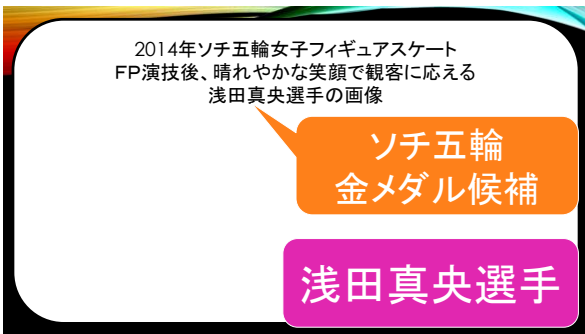 2014年ソチ五輪女子フィギュアスケート
FP演技後、晴れやかな笑顔で観客に応える
浅田真央選手の画像
ソチ五輪
金メダル候補
浅田真央選手